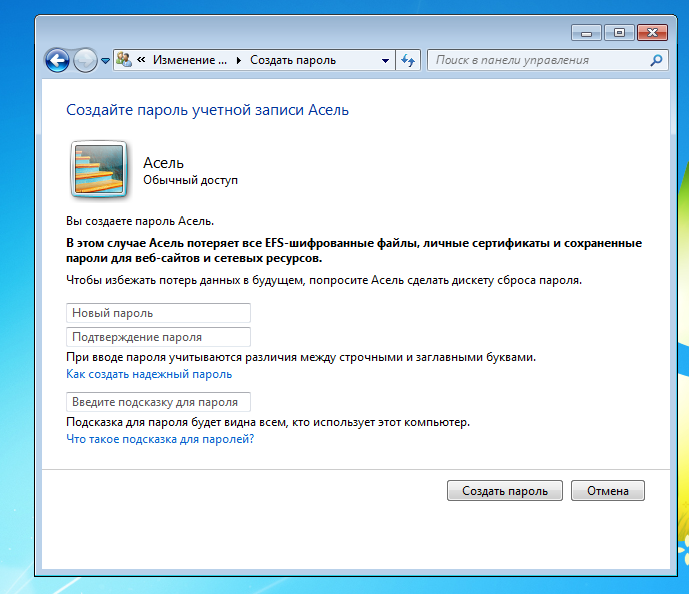 « Изменение ... ▸ Создать пароль
Поиск в панели управления
Создайте пароль учетной записи Асель
Асель
Обычный доступ
Вы создаете пароль Асель.
В этом случае Асель потеряет все EFS-шифрованные файлы, личные сертификаты и сохраненные
пароли для веб-сайтов и сетевых ресурсов.
Чтобы избежать потерь данных в будущем, попросите Асель сделать дискету сброса пароля.
Новый пароль
Подтверждение пароля
При вводе пароля учитываются различия между строчными и заглавными буквами.
Как создать надежный пароль
Введите подсказку для пароля
Подсказка для пароля будет видна всем, кто использует этот компьютер.
Что такое подсказка для паролей?
Создать пароль
Отмена